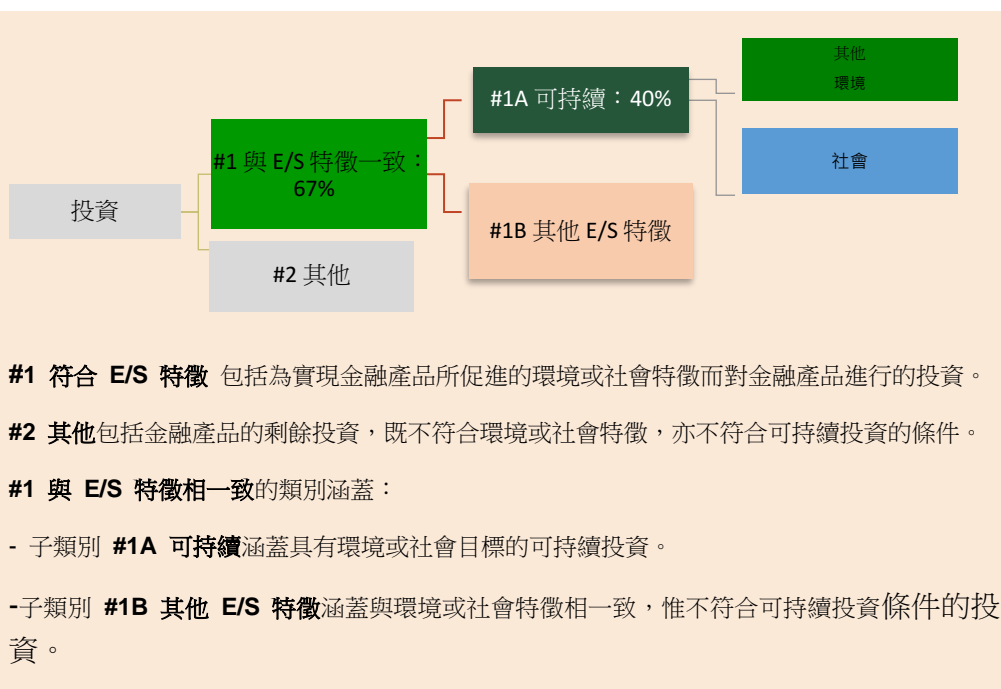 其他
環境
#1A 可持續：40%
#1 與 E/S 特徵一致：
67%
社會
投資
#1B 其他 E/S 特徵
#2 其他
#1 符合 E/S 特徵 包括為實現金融產品所促進的環境或社會特徵而對金融產品進行的投資。
#2 其他包括金融產品的剩餘投資，既不符合環境或社會特徵，亦不符合可持續投資的條件。
#1 與 E/S 特徵相一致的類別涵蓋：
- 子類別 #1A 可持續涵蓋具有環境或社會目標的可持續投資。
-子類別 #1B 其他 E/S 特徵涵蓋與環境或社會特徵相一致，惟不符合可持續投資條件的投
資。